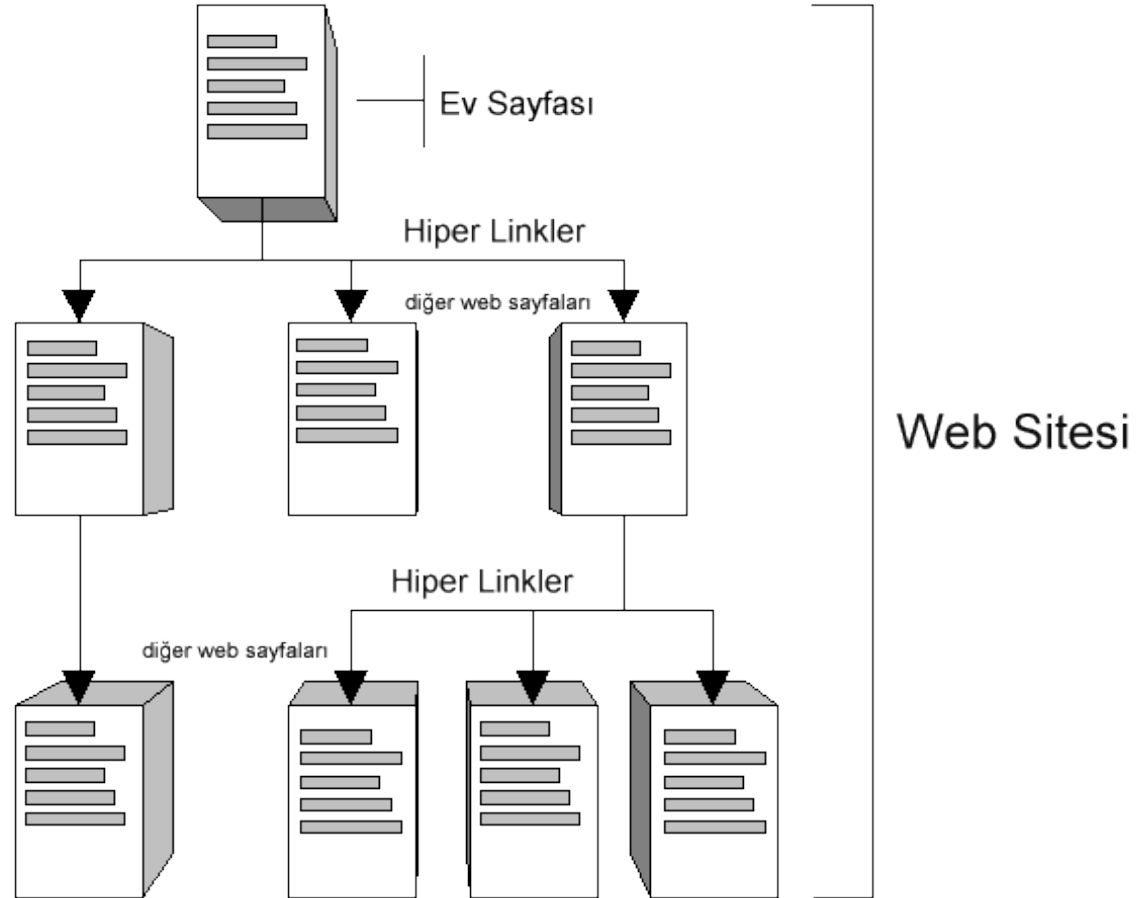 Ev Sayfası
Hiper Linkler
diğer web sayfaları
Web Sitesi
Hiper Linkler
diğer web sayfaları